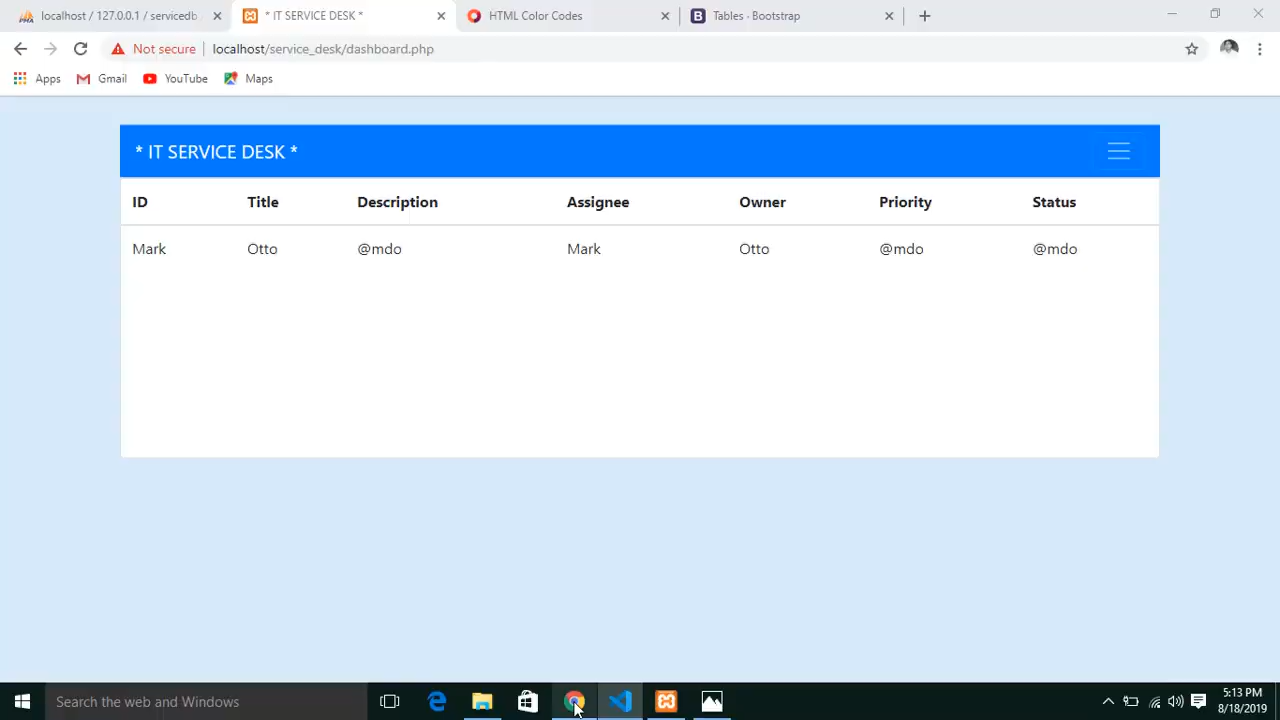 localhost / 127.0.0.1 / servicedb
* IT SERVICE DESK *
HTML Color Codes
Tables - Bootstrap
Not secure
localhost/service_desk/dashboard.php
Apps
Gmail
YouTube
Maps
* IT SERVICE DESK *
ID Title Description Assignee Owner Priority Status
Mark Otto @mdo Mark Otto @mdo @mdo
Search the web and Windows
5:13 PM
8/18/2019